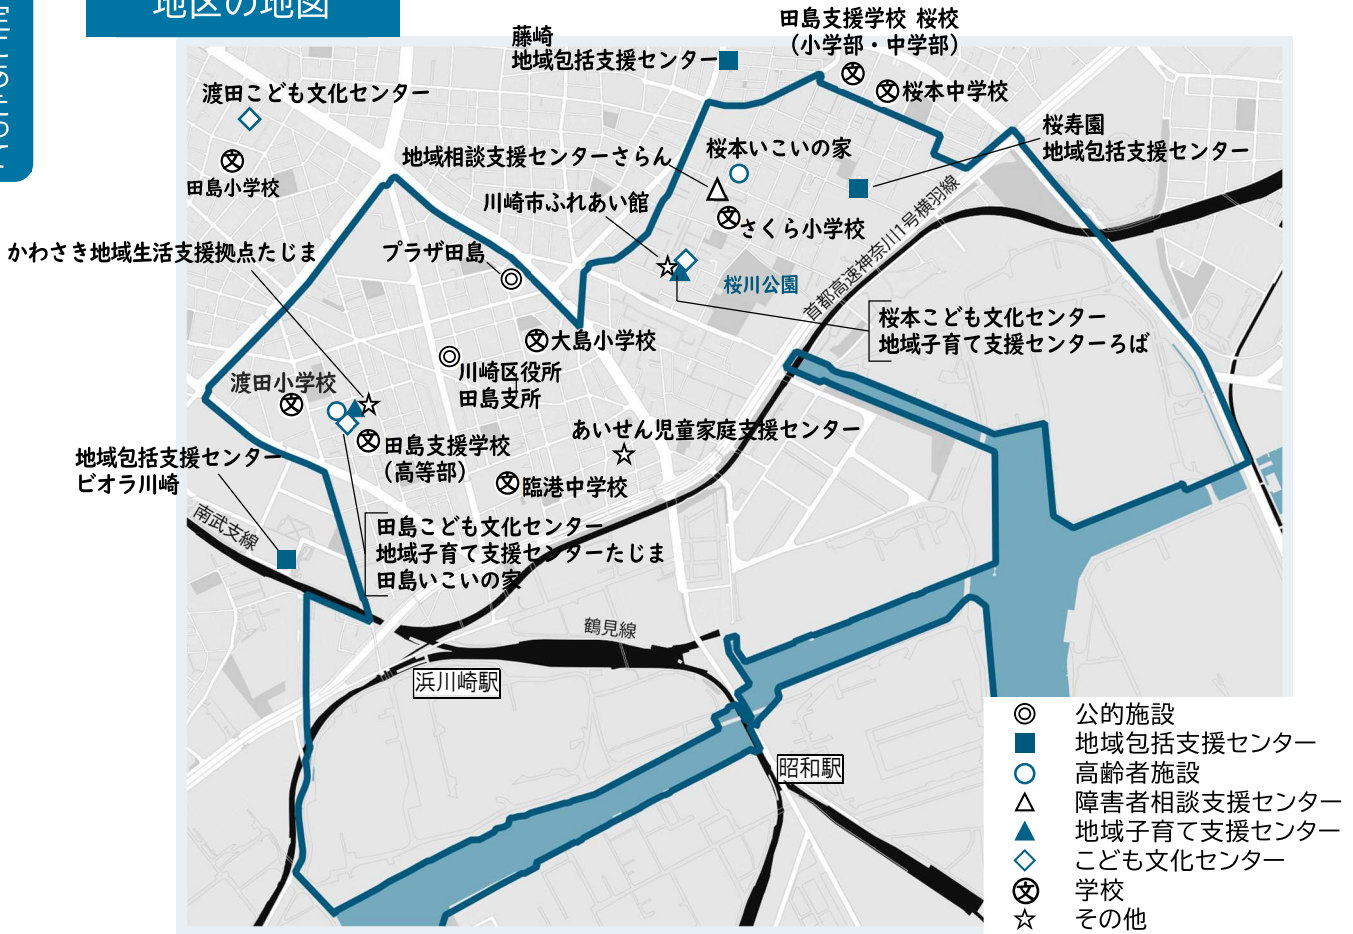 地区の地図
田島支援学校 桜校
（小学部・中学部）
藤崎
地域包括支援センター
渡田こども文化センター
桜本中学校
桜寿園
地域包括支援センター
地域相談支援センターさらん
桜本いこいの家
田島小学校
川崎市ふれあい館
さくら小学校
首都高速神奈川1号横羽線
かわさき地域生活支援拠点たじま
プラザ田島
桜川公園
桜本こども文化センター
地域子育て支援センターろば
大島小学校
川崎区役所
田島支所
渡田小学校
あいせん児童家庭支援センター
田島支援学校
（高等部）
地域包括支援センター
ビオラ川崎
臨港中学校
南武支線
田島こども文化センター
地域子育て支援センターたじま
田島いこいの家
鶴見線
浜川崎駅
昭和駅
公的施設
地域包括支援センター
高齢者施設
障害者相談支援センター
地域子育て支援センター
こども文化センター
文 学校
その他